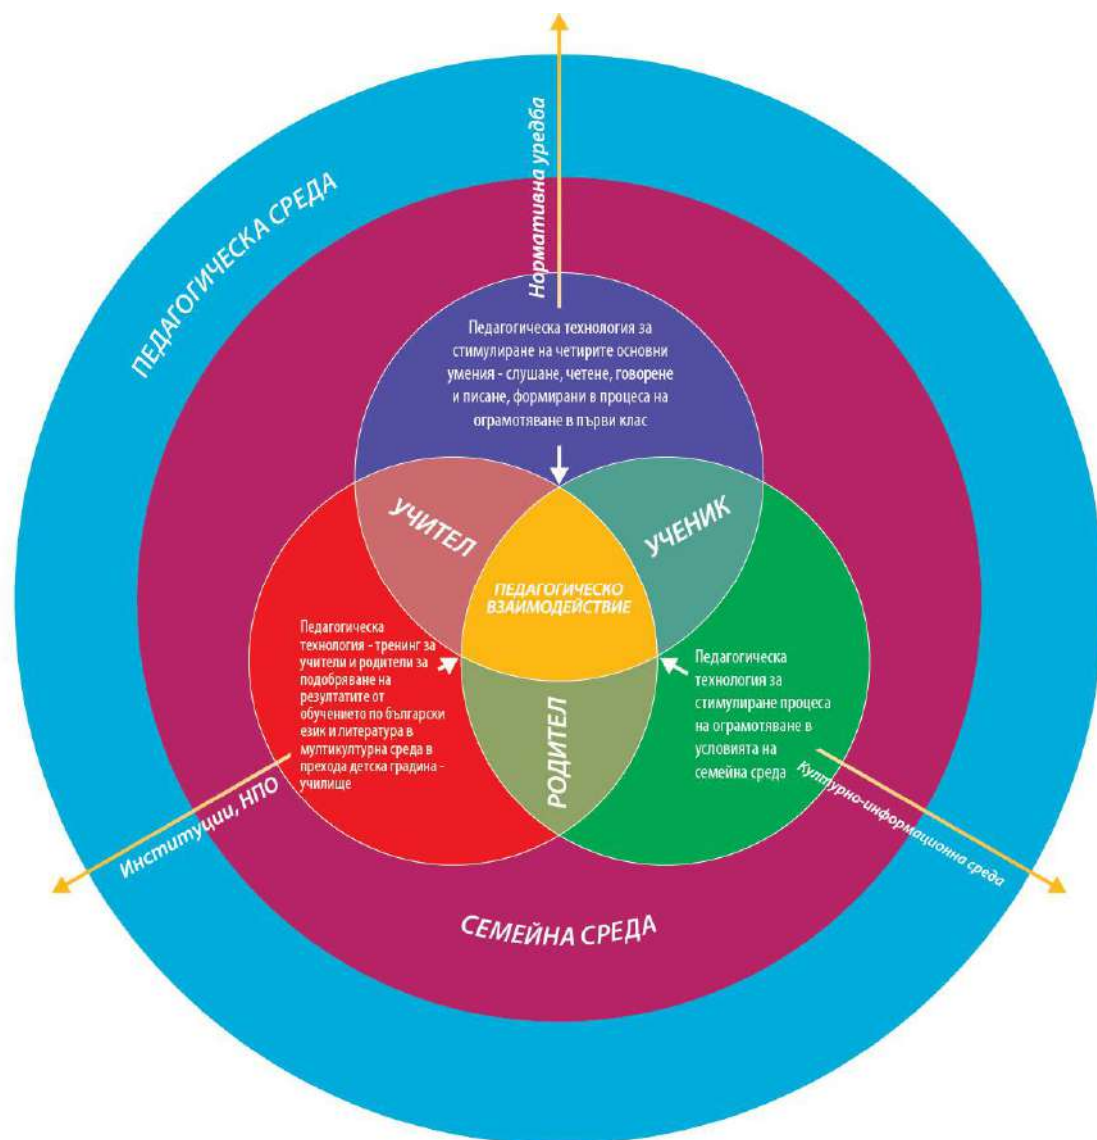 Нормативна уредба
ПЕДАГОГИЧЕСКА СРЕДА
Педагогическа технология за
стимулиране на четирите основни
умения - слушане, четене, говорене
и писане, формирани в процеса на
ограмотяване в първи клас
УЧИТЕЛ
УЧЕНИК
ПЕДАГОГИЧЕСКО
ВЗАИМОДЕЙСТВИЕ
Педагогическа
технология - тренинг за
учители и родители за
подобряване на
резултатите от
обучението по български
език и литература в
мултикултурна среда в
прехода детска градина -
училище
РОДИТЕЛ
Педагогическа
технология за
стимулиране процеса
на ограмотяване в
условията на
семейна среда
Институции, НПО
Културно-информационна среда
СЕМЕЙНА СРЕДА